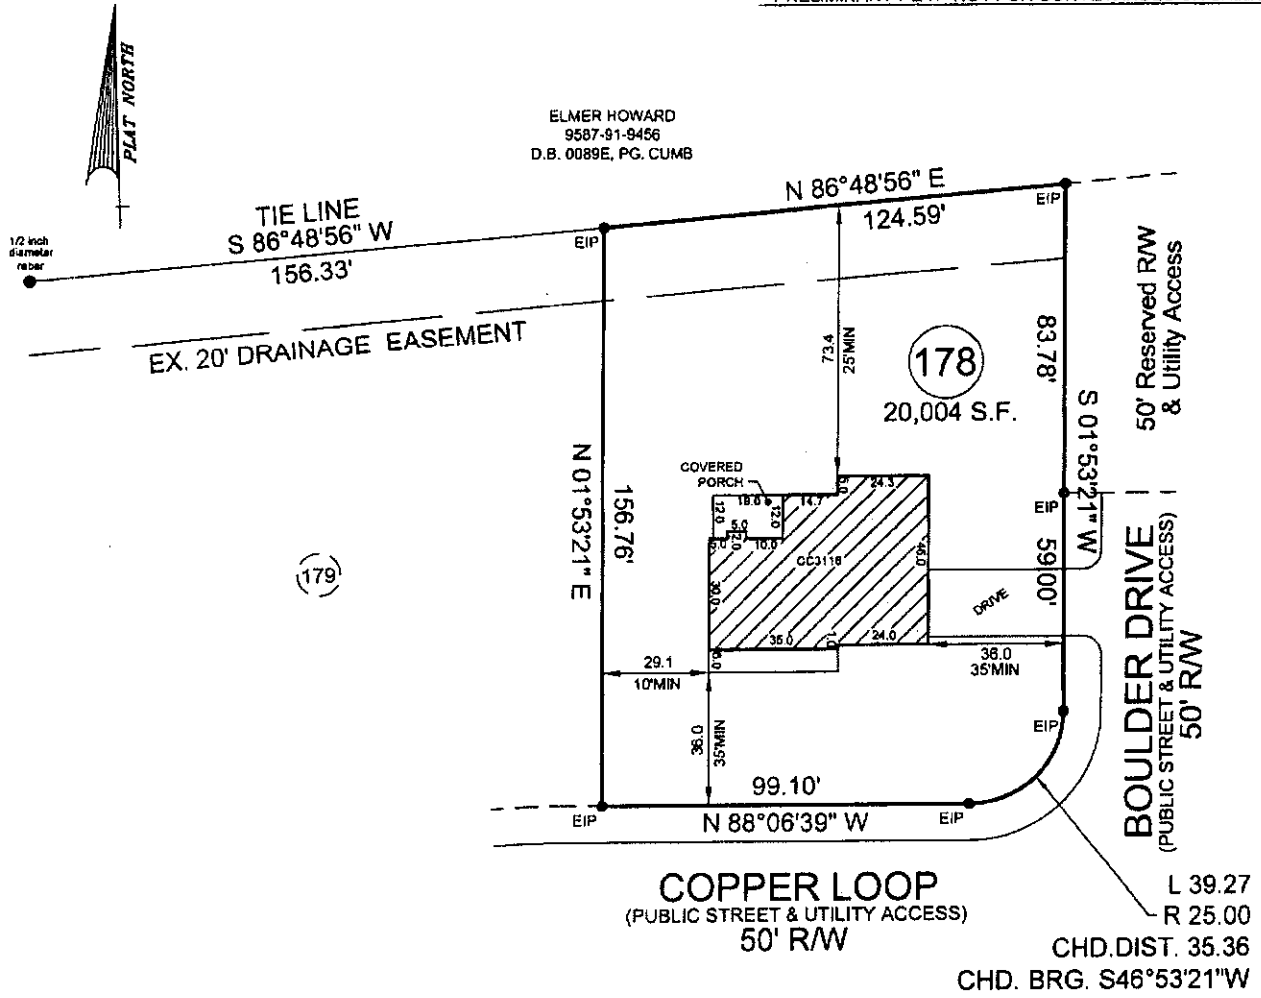 PLAT NORTH
ELMER HOWARD
9587-91-9456
D.B. 0089E, PG. CUMB
TIE LINE
S 86°48'56" W
156.33'
1/2 inch
diameter
rebar
EX. 20' DRAINAGE EASEMENT
N 86°48'56" E
124.59'
EIP
EIP
50' Reserved R/W
& Utility Access
83.78'
S 01°53'21" W
178
20,004 S.F.
73.4
25'MIN
N 01°53'21" E
156.76'
179
COVERED
PORCH
19.0
14.7
5.0
24.3
12.0
12.0
5.0
2.0
10.0
30.0
46.0
35.0
1.0
24.0
DRIVE
EIP
59.00'
BOULDER DRIVE
(PUBLIC STREET & UTILITY ACCESS)
50' R/W
29.1
10'MIN
36.0
35'MIN
36.0
35'MIN
EIP
99.10'
N 88°06'39" W
EIP
EIP
COPPER LOOP
(PUBLIC STREET & UTILITY ACCESS)
50' R/W
L 39.27
R 25.00
CHD.DIST. 35.36
CHD. BRG. S46°53'21"W